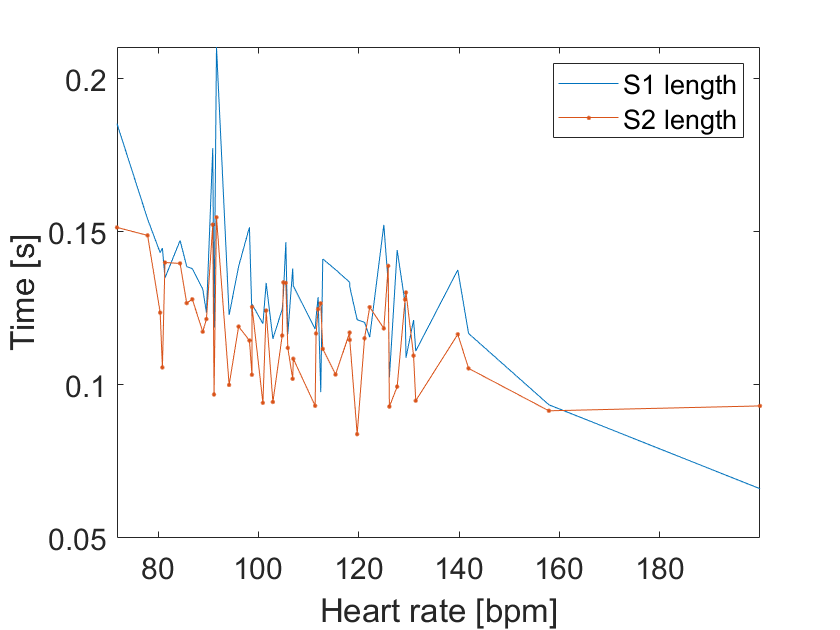 0.2
0.15
0.1
0.05
Time [s]
S1 length
S2 length
80 100 120 140 160 180
Heart rate [bpm]